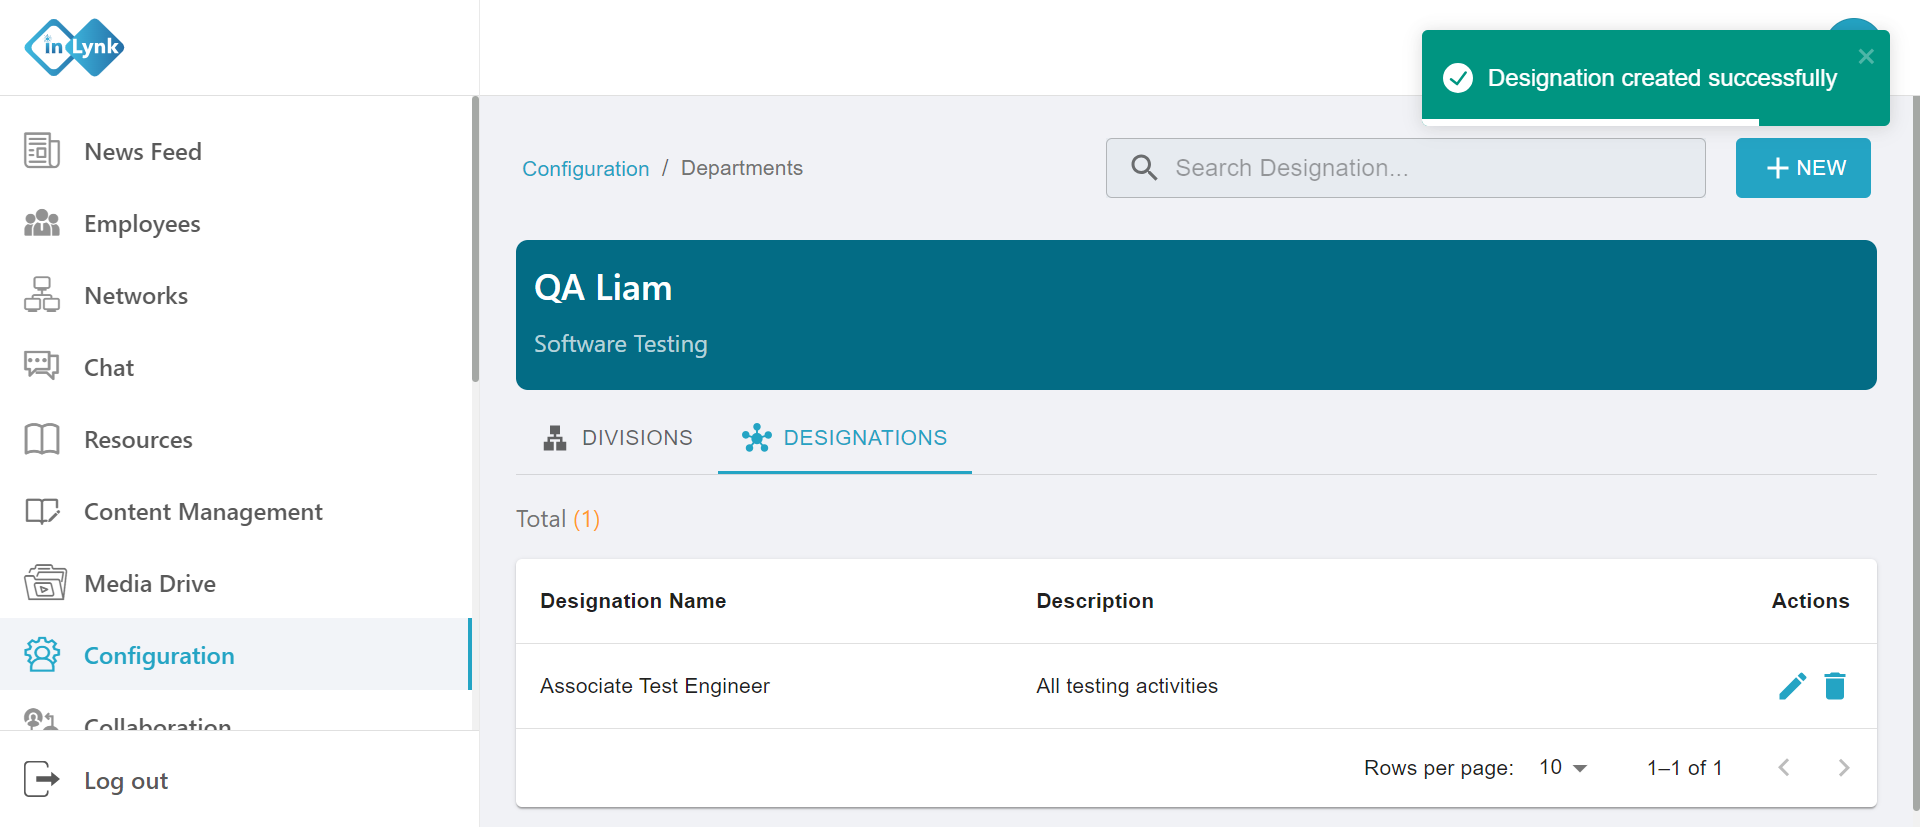 in Lynk
Designation created successfully
News Feed
Employees
Networks
Chat
Resources
Content Management
Media Drive
Configuration
Collaboration
Log out
Configuration / Departments
Search Designation...
NEW
QA Liam
Software Testing
DIVISIONS
DESIGNATIONS
Total (1)
Designation Name Description Actions
Associate Test Engineer All testing activities
Rows per page: 10 1–1 of 1